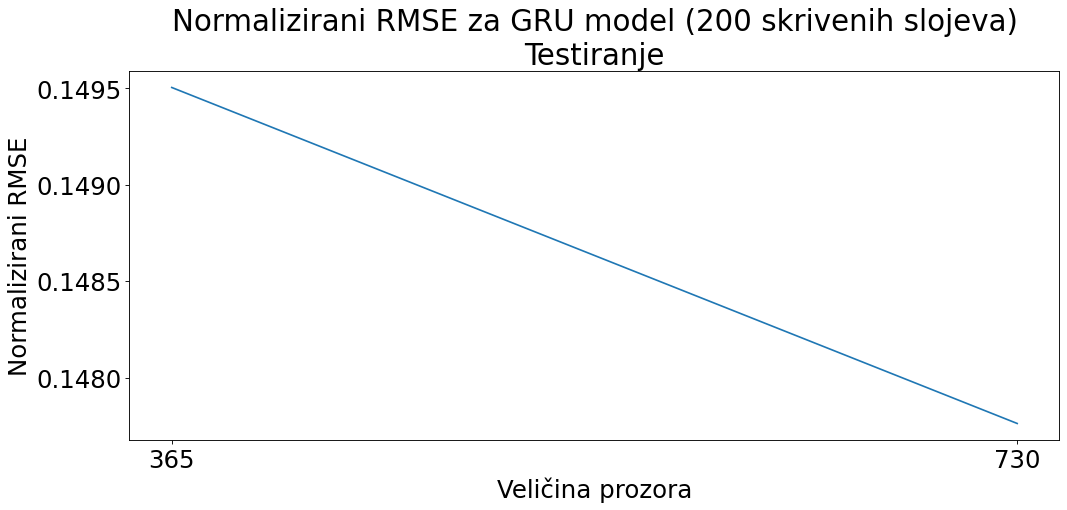 Normalizirani RMSE za GRU model (200 skrivenih slojeva)
Testiranje
Normalizirani RMSE
0.1495
0.1490
0.1485
0.1480
365
730
Veličina prozora